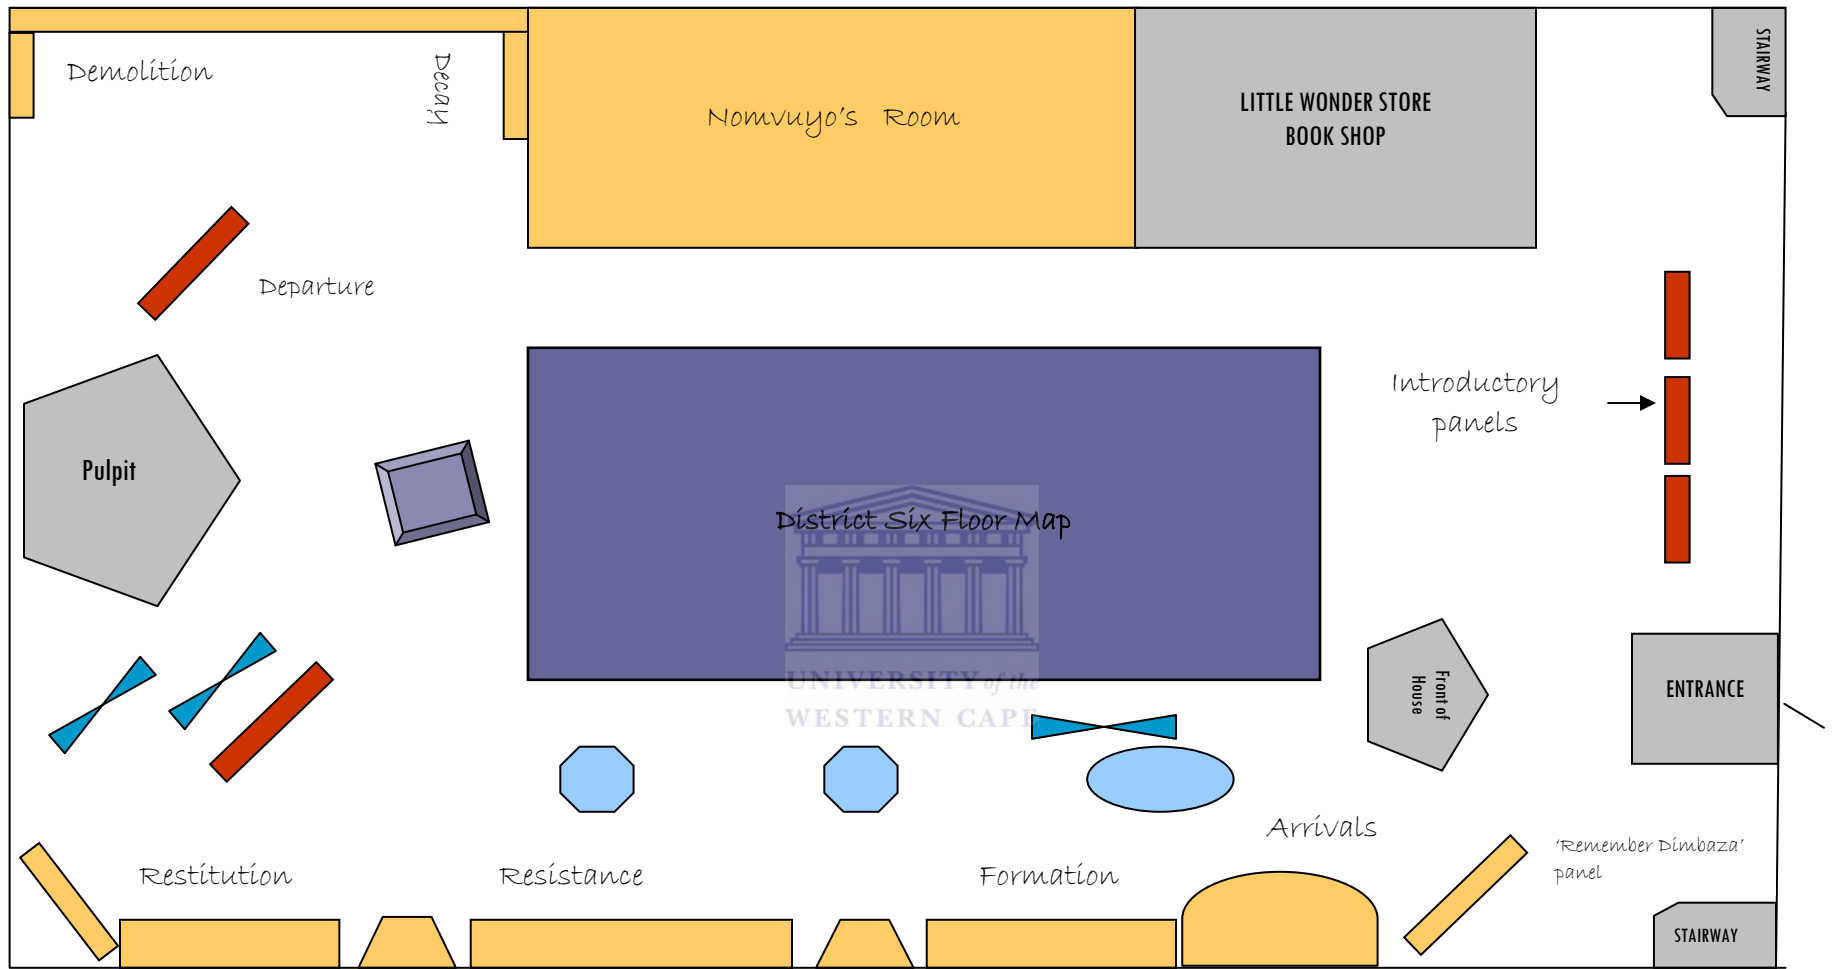 Demolition
Decay
Nomvuyo's Room
LITTLE WONDER STORE
BOOK SHOP
STAIRWAY
Departure
Introductory
panels
Pulpit
District Six Floor Map
UNIVERSITY of the
WESTERN CAPE
Front of
House
ENTRANCE
Arrivals
'Remember Dimbaza'
panel
Restitution
Resistance
Formation
STAIRWAY